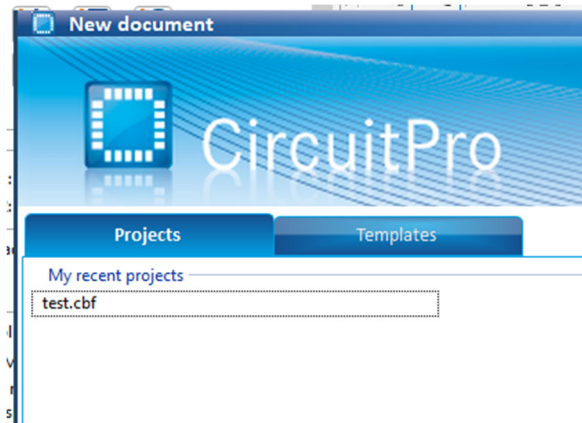 New document
CircuitPro
Projects
Templates
My recent projects
test.cbf